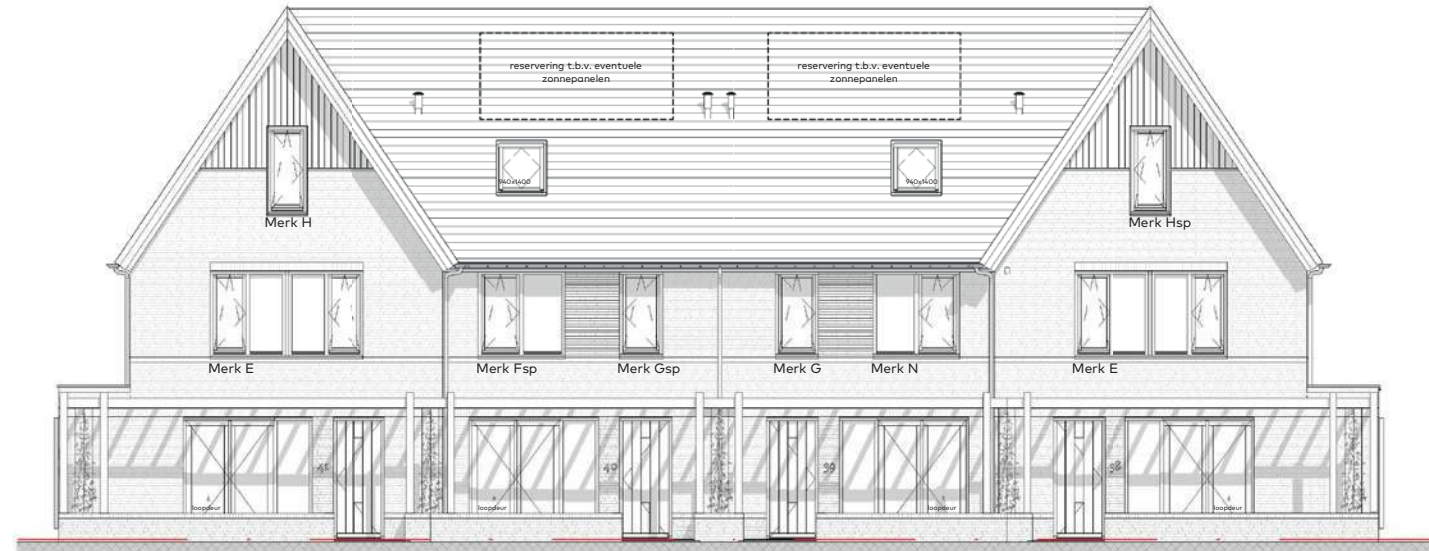 reservering t.b.v. eventuele
zonnepanelen
reservering t.b.v. eventuele
zonnepanelen
940x1400
940x1400
Merk H
Merk Hsp
Merk E
Merk Fsp
Merk Gsp
Merk G
Merk N
Merk E
40
39
38
loopdeur
loopdeur
loopdeur
loopdeur